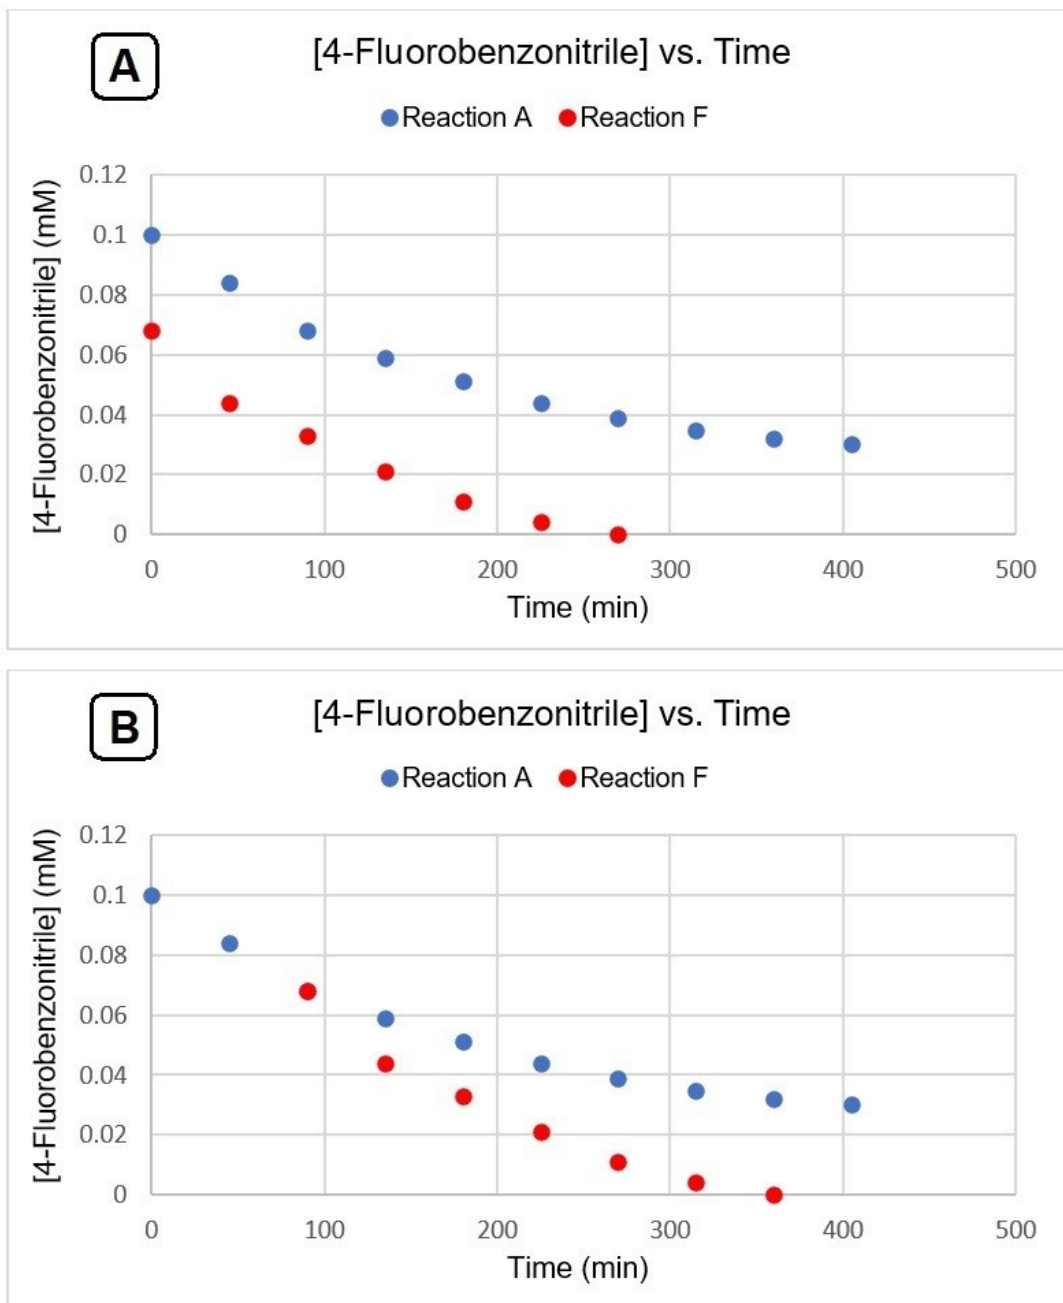 A
[4-Fluorobenzonitrile] vs. Time
Reaction A Reaction F
[4-Fluorobenzonitrile] (mM)
0.12
0.1
0.08
0.06
0.04
0.02
0
0 100 200 300 400 500
Time (min)
B
[4-Fluorobenzonitrile] vs. Time
Reaction A Reaction F
[4-Fluorobenzonitrile] (mM)
0.12
0.1
0.08
0.06
0.04
0.02
0
0 100 200 300 400 500
Time (min)